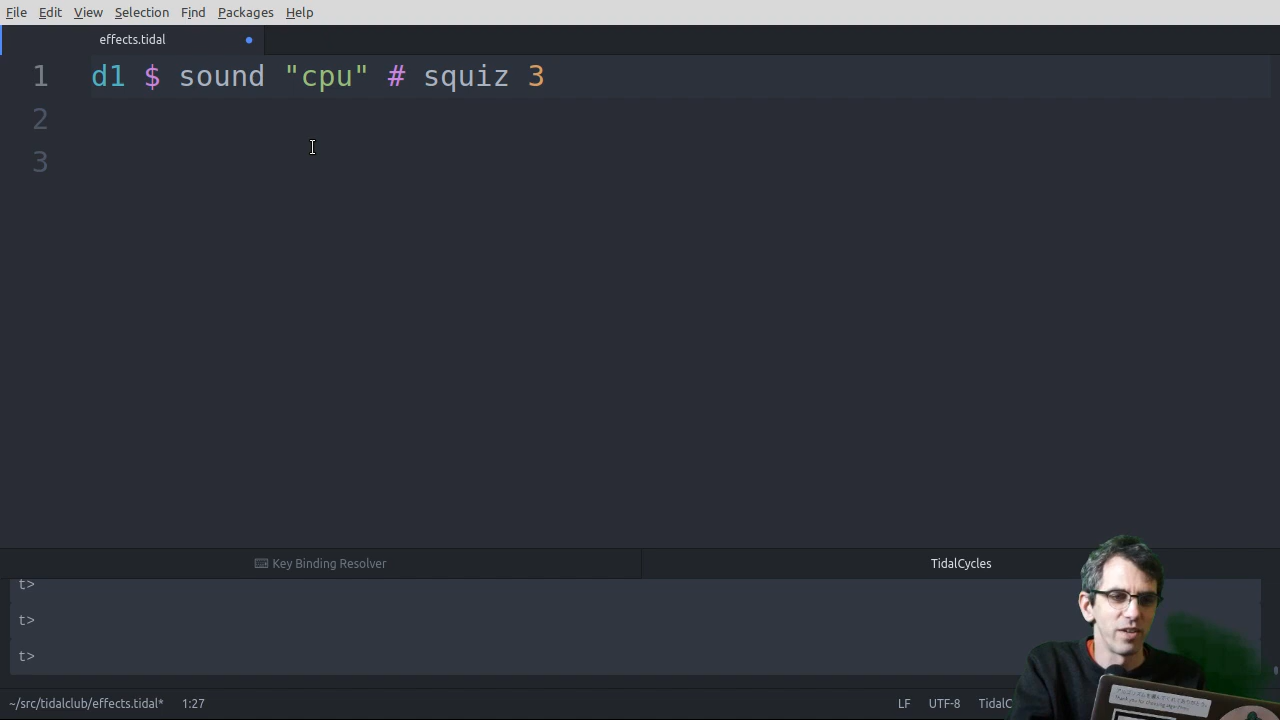 File Edit View Selection Find Packages Help
effects.tidal
1 d1 $ sound "cpu" # squiz 3
2
3
Key Binding Resolver TidalCycles
t>
t>
t>
~/src/tidalclub/effects.tidal* 1:27 LF UTF-8 TidalC